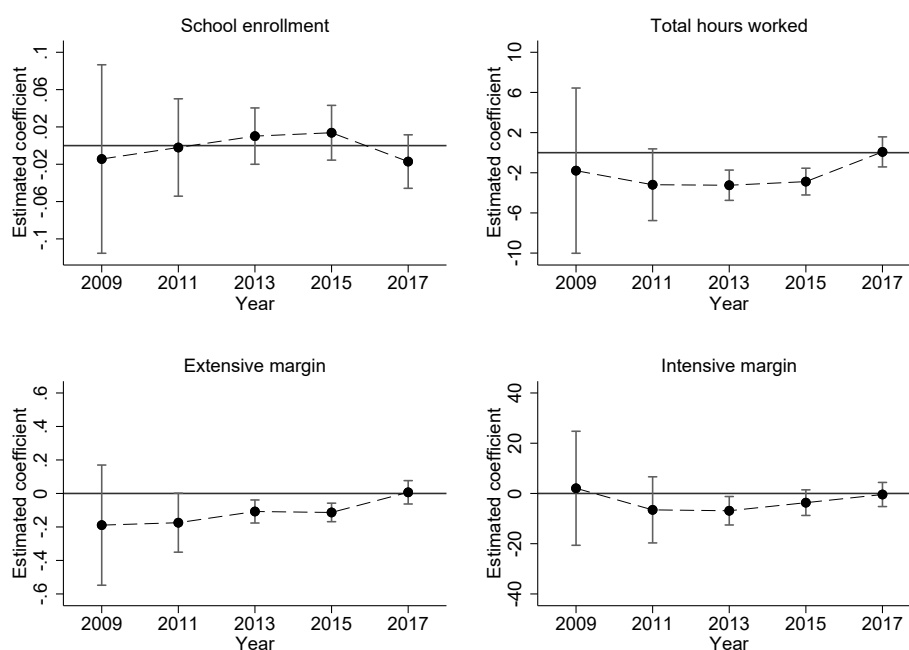 School enrollment
Estimated coefficient
.1
.06
.02
-.02
-.06
-.1
2009 2011 2013 2015 2017
Year
Total hours worked
Estimated coefficient
10
6
2
-2
-6
-10
2009 2011 2013 2015 2017
Year
Extensive margin
Estimated coefficient
.6
.4
.2
0
-.2
-.4
-.6
2009 2011 2013 2015 2017
Year
Intensive margin
Estimated coefficient
40
20
0
-20
-40
2009 2011 2013 2015 2017
Year